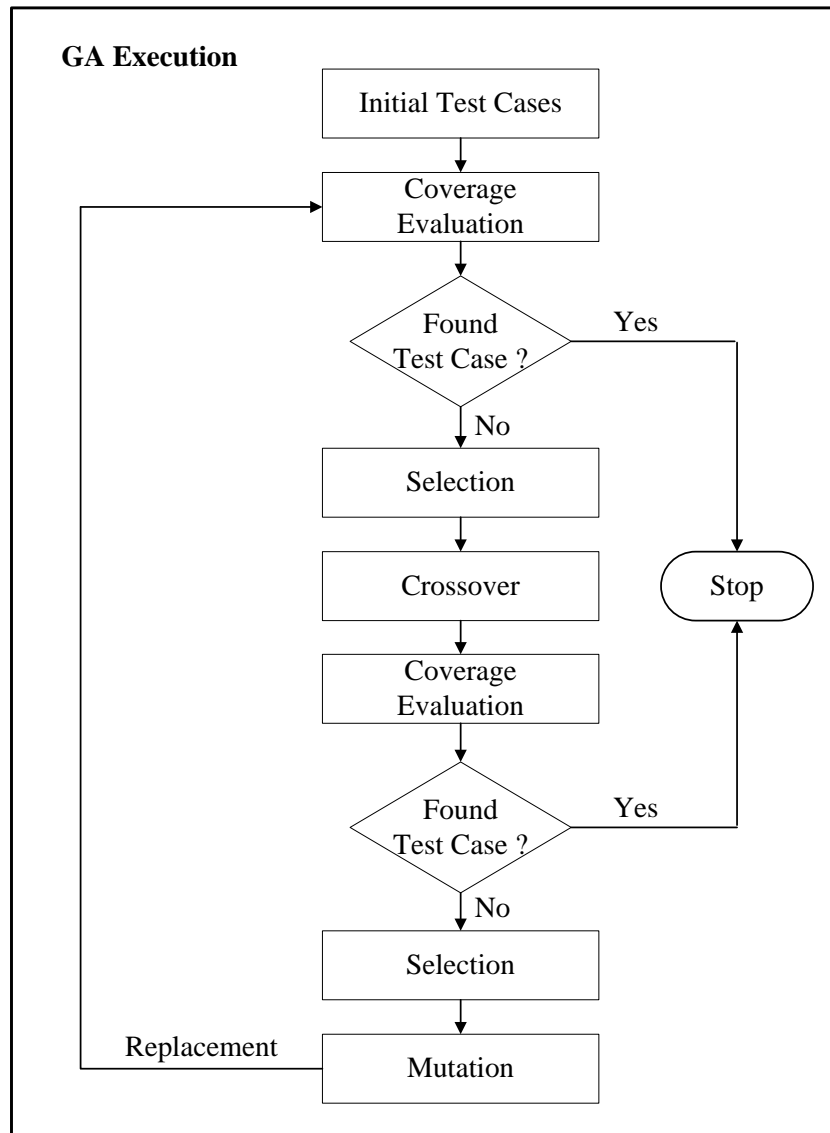 GA Execution
Initial Test Cases
Coverage
Evaluation
Found
Test Case ?
Yes
No
Selection
Crossover
Stop
Coverage
Evaluation
Found
Test Case ?
Yes
No
Selection
Replacement
Mutation